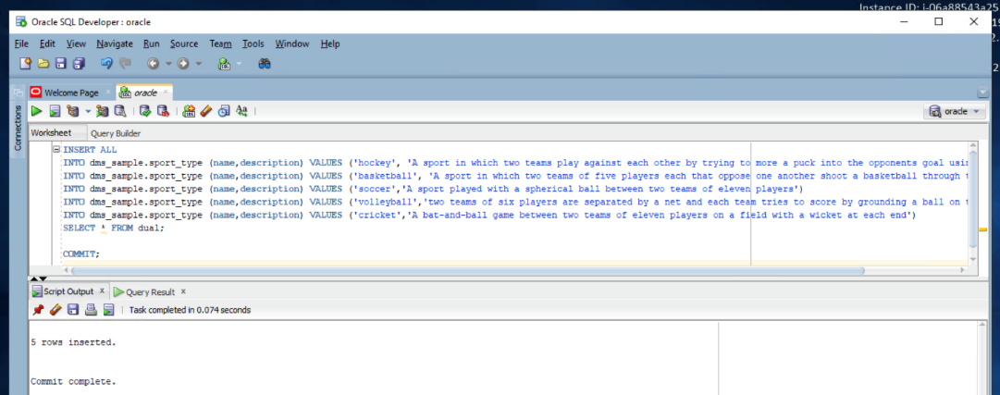 Instance ID: i-06a88543a25
Oracle SQL Developer : oracle
File Edit View Navigate Run Source Team Tools Window Help
Welcome Page oracle
oracle
Connections
Worksheet Query Builder
INSERT ALL
INTO dms_sample.sport_type (name,description) VALUES ('hockey', 'A sport in which two teams play against each other by trying to more a puck into the opponents goal usin
INTO dms_sample.sport_type (name,description) VALUES ('basketball', 'A sport in which two teams of five players each that oppose one another shoot a basketball through t
INTO dms_sample.sport_type (name,description) VALUES ('soccer','A sport played with a spherical ball between two teams of eleven players')
INTO dms_sample.sport_type (name,description) VALUES ('volleyball','two teams of six players are separated by a net and each team tries to score by grounding a ball on t
INTO dms_sample.sport_type (name,description) VALUES ('cricket','A bat-and-ball game between two teams of eleven players on a field with a wicket at each end')
SELECT * FROM dual;
COMMIT;
Script Output x Query Result x
Task completed in 0.074 seconds
5 rows inserted.
Commit complete.